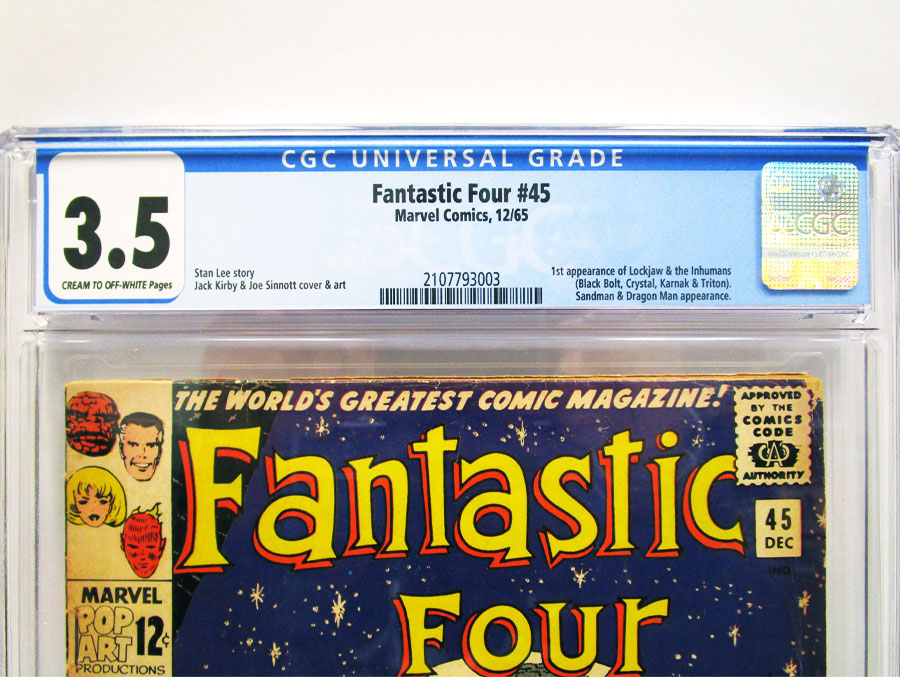 CGC UNIVERSAL GRADE
3.5
CREAM TO OFF-WHITE Pages
Fantastic Four #45
Marvel Comics, 12/65
Stan Lee story
Jack Kirby & Joe Sinnott cover & art
2107793003
1st appearance of Lockjaw & the Inhumans
(Black Bolt, Crystal, Karnak & Triton).
Sandman & Dragon Man appearance.
CGC
THE WORLD'S GREATEST COMIC MAGAZINE!
APPROVED
BY THE
COMICS
CODE
CA
AUTHORITY
Fantastic
Four
45
DEC
IND.
MARVEL
POP
ART
PRODUCTIONS
12¢